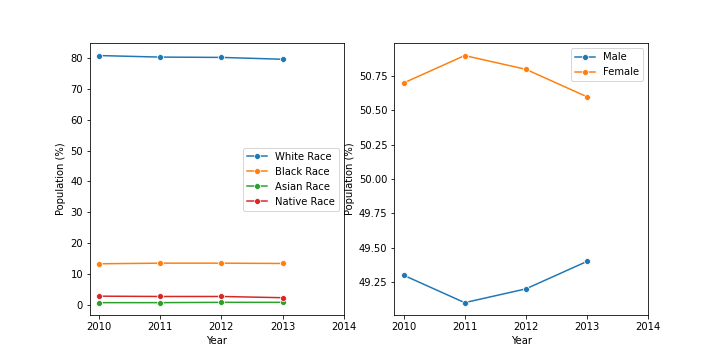 80
70
60
50
40
30
20
10
0
Population (%)
2010 2011 2012 2013 2014
Year
White Race
Black Race
Asian Race
Native Race
50.75
50.50
50.25
50.00
49.75
49.50
49.25
Population (%)
2010 2011 2012 2013 2014
Year
Male
Female